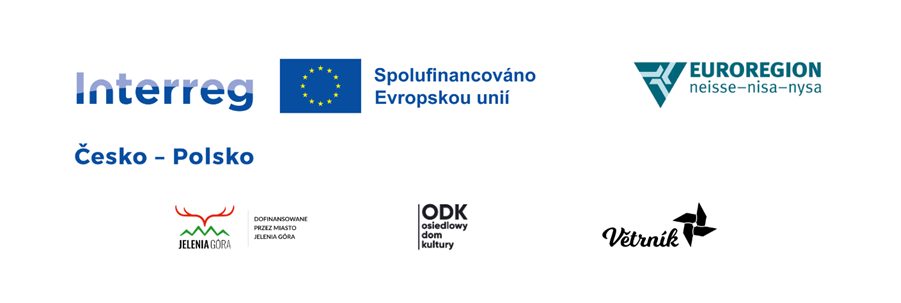 Interreg
Spolufinancováno
Evropskou unií
EUROREGION
neisse–nisa–nysa
Česko – Polsko
JELENIA GÓRA
DOFINANSOWANE
PRZEZ MIASTO
JELENIA GÓRA
ODK
osiedlowy
dom
kultury
Větrník